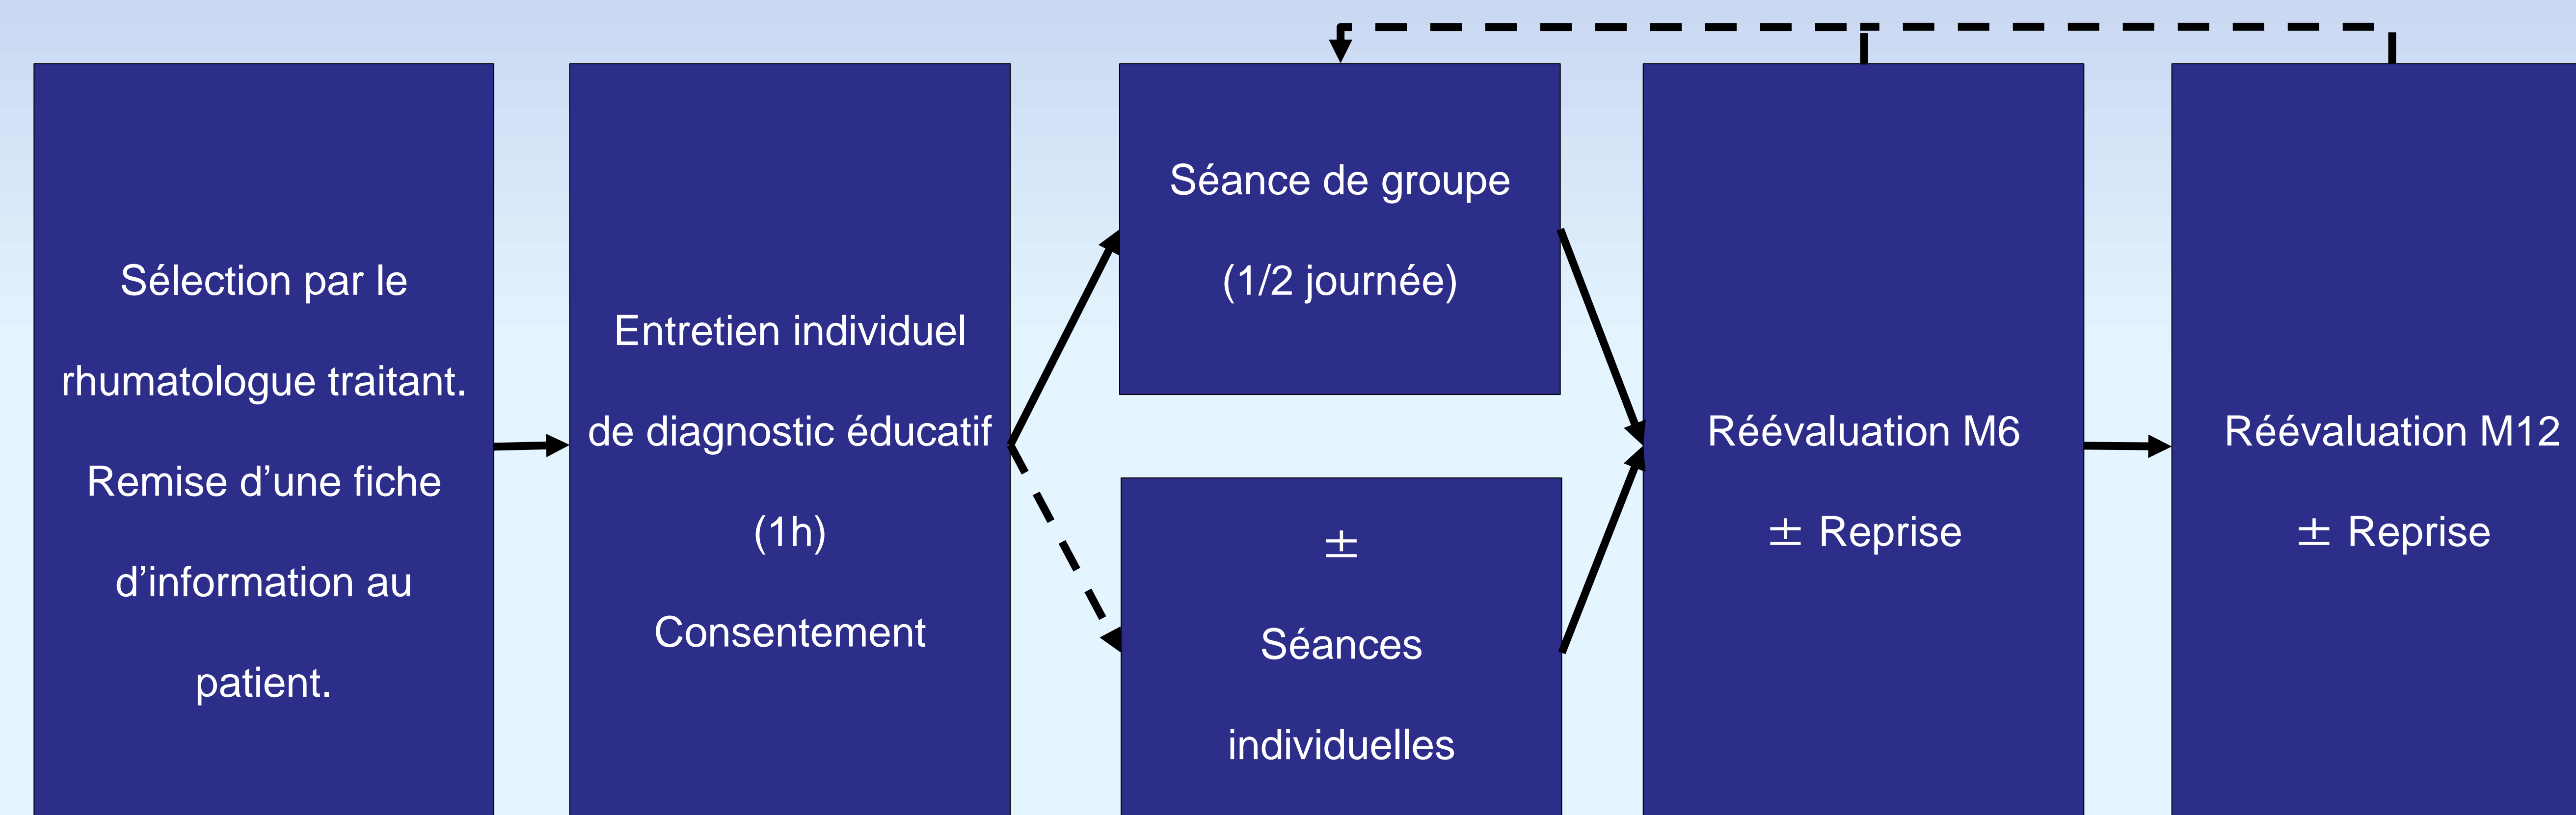 Sélection par le
rhumatologue traitant.
Remise d’une fiche
d’information au
patient.
Entretien individuel
de diagnostic éducatif
(1h)
Consentement
Séance de groupe
(1/2 journée)
±
Séances
individuelles
Réévaluation M6
± Reprise
Réévaluation M12
± Reprise